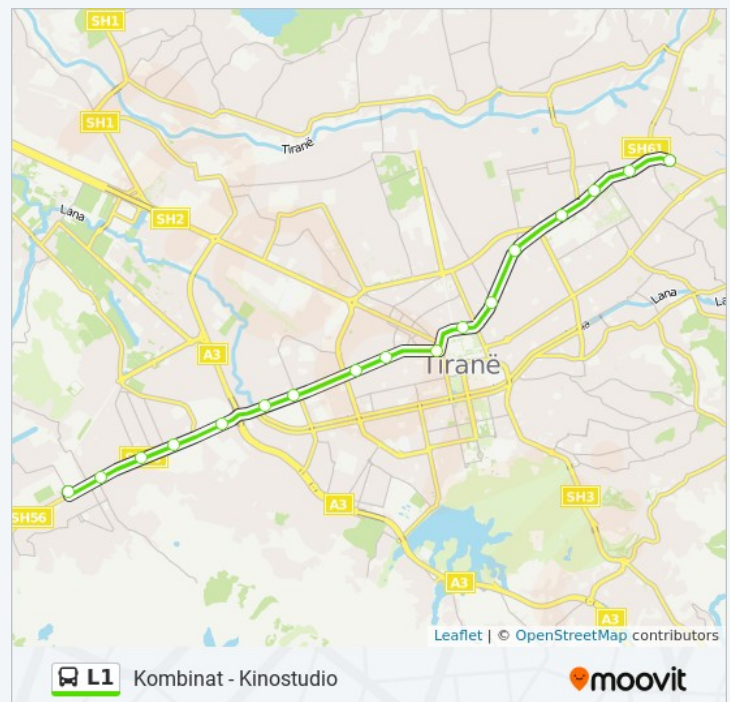 SH1
SH1
Tiranë
SH61
Lana
SH2
Lana
A3
Tiranë
SH3
SH56
A3
A3
A3
Leaflet | © OpenStreetMap contributors
L1 Kombinat - Kinostudio
moovit